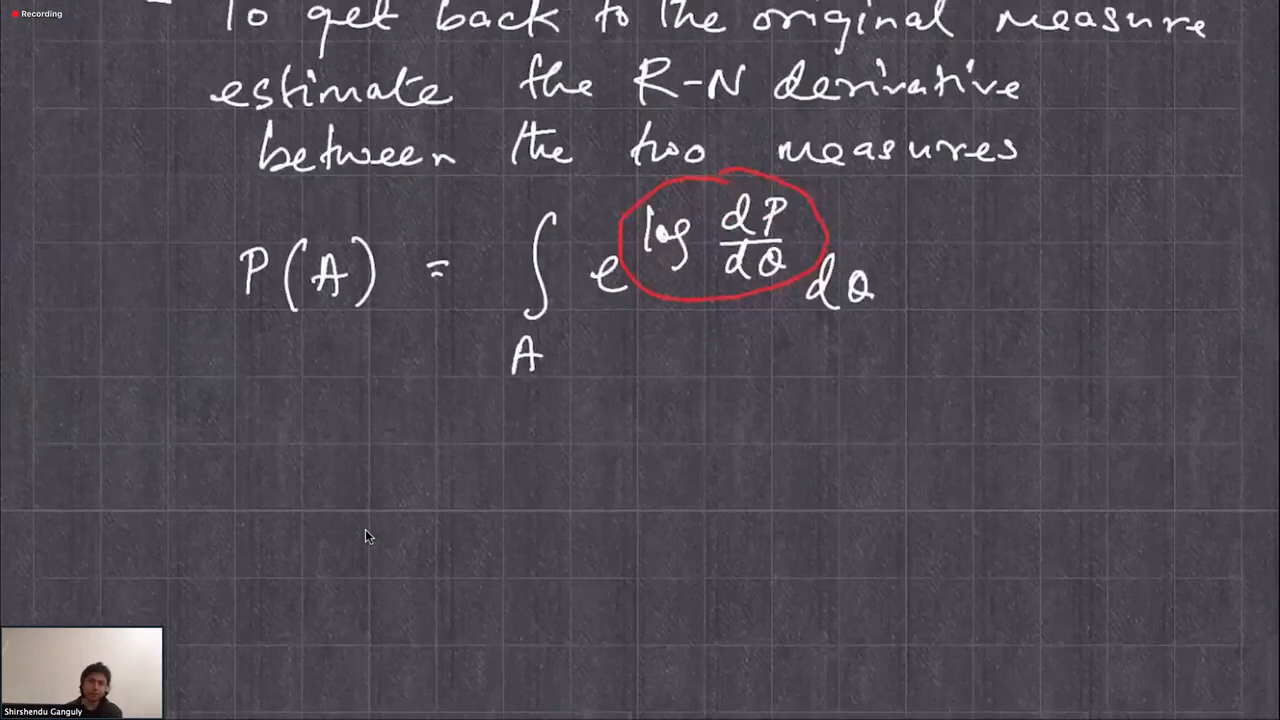 Recording
To get back to the original measure
estimate the R-N derivative
between the two measures
P(A) = ∫_A e^{log dP/dQ} dQ
Shirshendu Ganguly